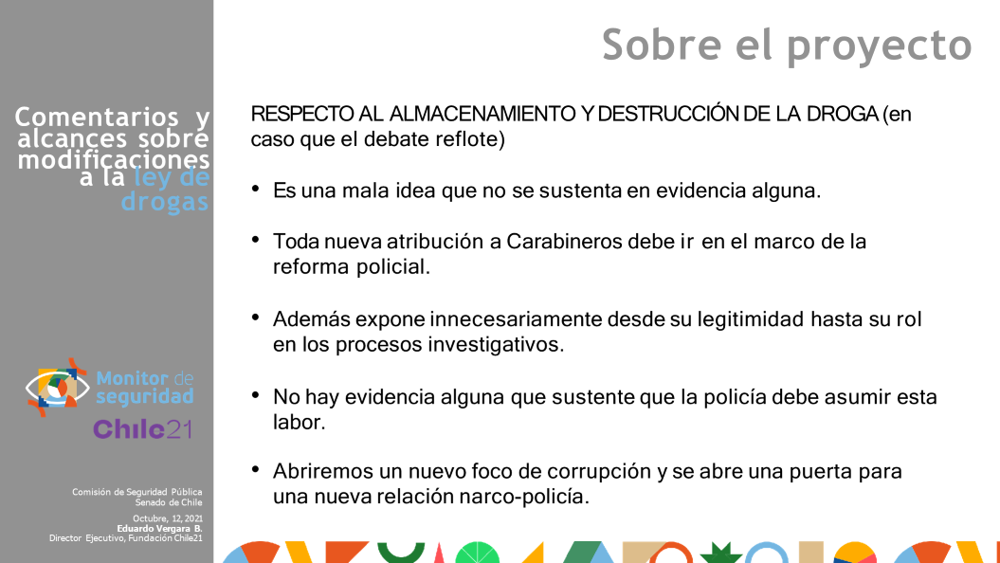 Sobre el proyecto
Comentarios y
alcances sobre
modificaciones
a la ley de
drogas
RESPECTO AL ALMACENAMIENTO Y DESTRUCCIÓN DE LA DROGA (en
caso que el debate reflote)
• Es una mala idea que no se sustenta en evidencia alguna.
• Toda nueva atribución a Carabineros debe ir en el marco de la
reforma policial.
• Además expone innecesariamente desde su legitimidad hasta su rol
en los procesos investigativos.
• No hay evidencia alguna que sustente que la policía debe asumir esta
labor.
• Abriremos un nuevo foco de corrupción y se abre una puerta para
una nueva relación narco-policía.
Monitor de
seguridad
Chile21
Comisión de Seguridad Pública
Senado de Chile
Octubre, 12, 2021
Eduardo Vergara B.
Director Ejecutivo, Fundación Chile21